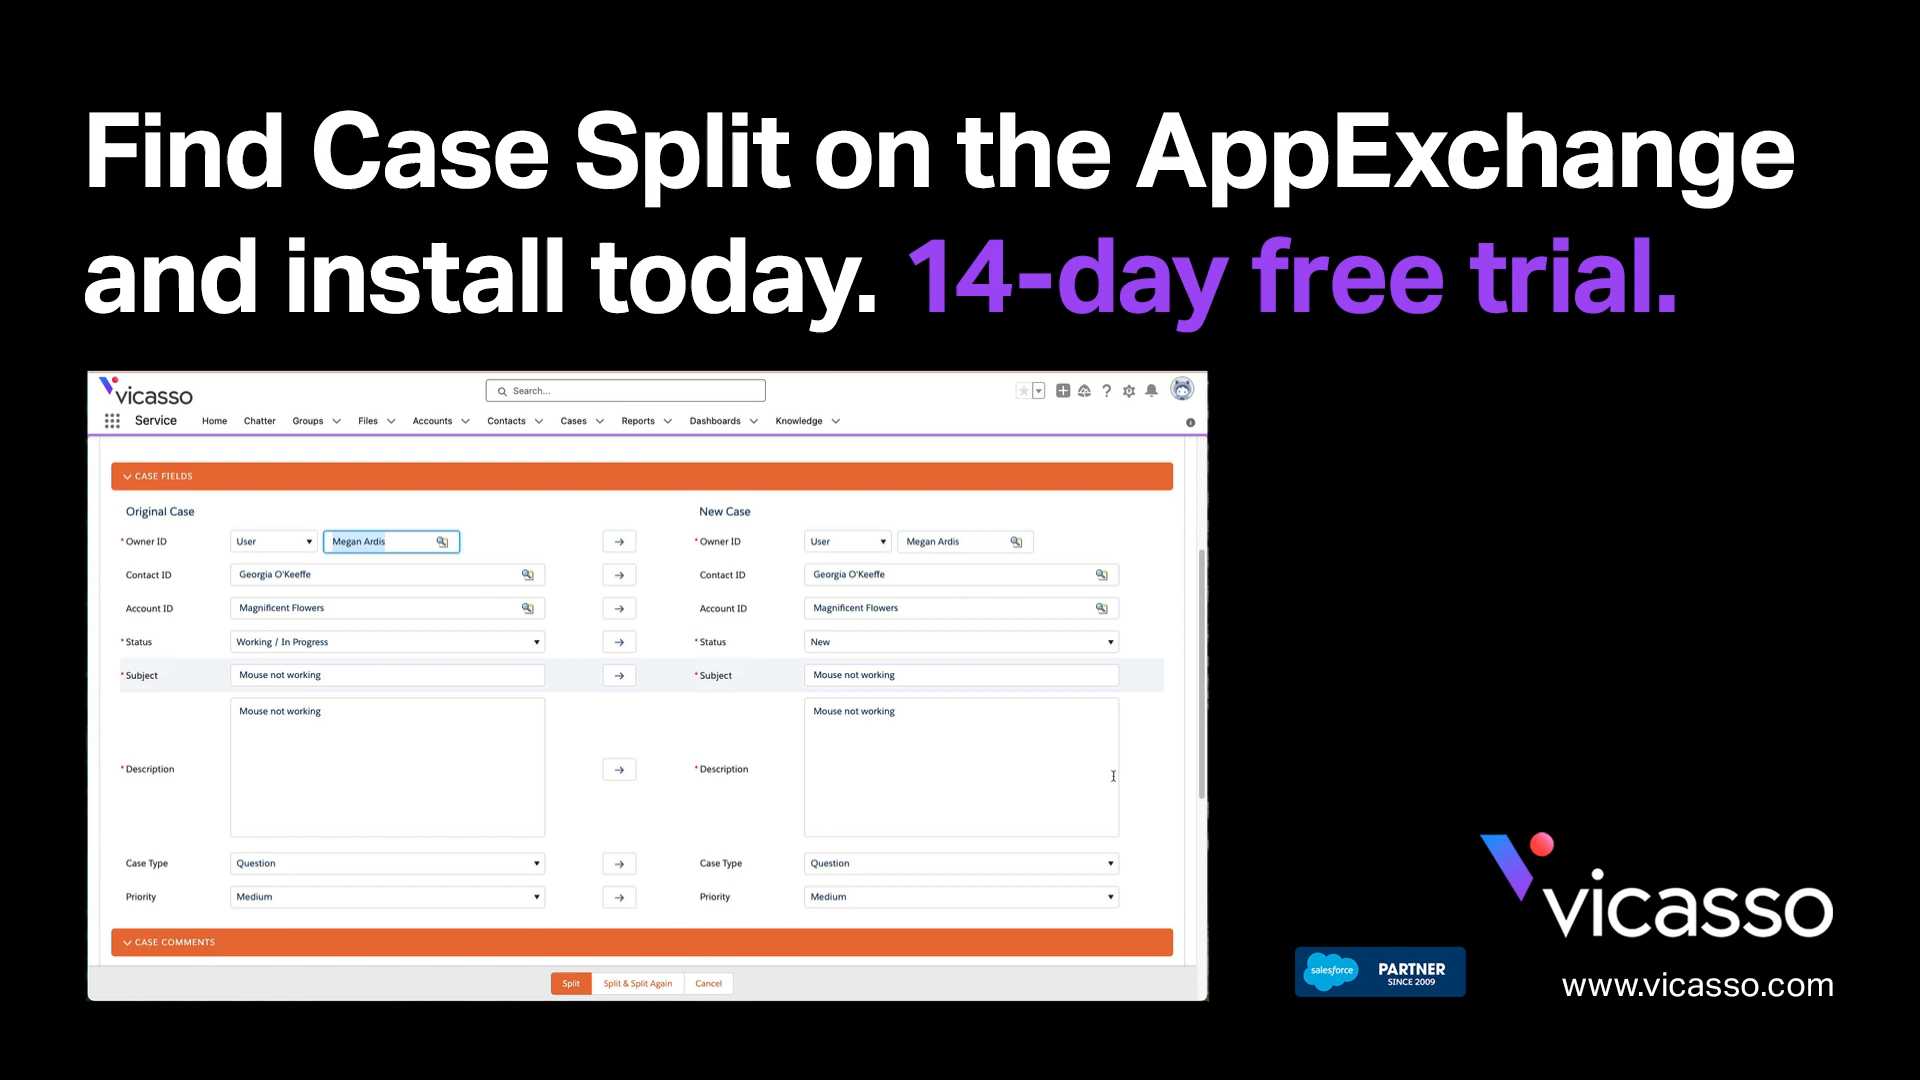 Find Case Split on the AppExchange
and install today. 14-day free trial.
vicasso
Search...
Service Home Chatter Groups Files Accounts Contacts Cases Reports Dashboards Knowledge
CASE FIELDS
Original Case New Case
* Owner ID User Megan Ardis * Owner ID User Megan Ardis
Contact ID Georgia O'Keeffe Contact ID Georgia O'Keeffe
Account ID Magnificent Flowers Account ID Magnificent Flowers
* Status Working / In Progress * Status New
* Subject Mouse not working * Subject Mouse not working
Mouse not working Mouse not working
* Description * Description
Case Type Question Case Type Question
Priority Medium Priority Medium
CASE COMMENTS
Split Split & Split Again Cancel
vicasso
salesforce PARTNER
SINCE 2009
www.vicasso.com